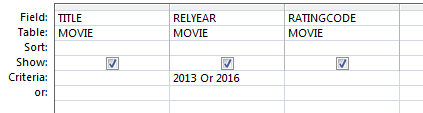 Field: TITLE RELYEAR RATINGCODE
Table: MOVIE MOVIE MOVIE
Sort:
Show:
Criteria: 2013 Or 2016
or: